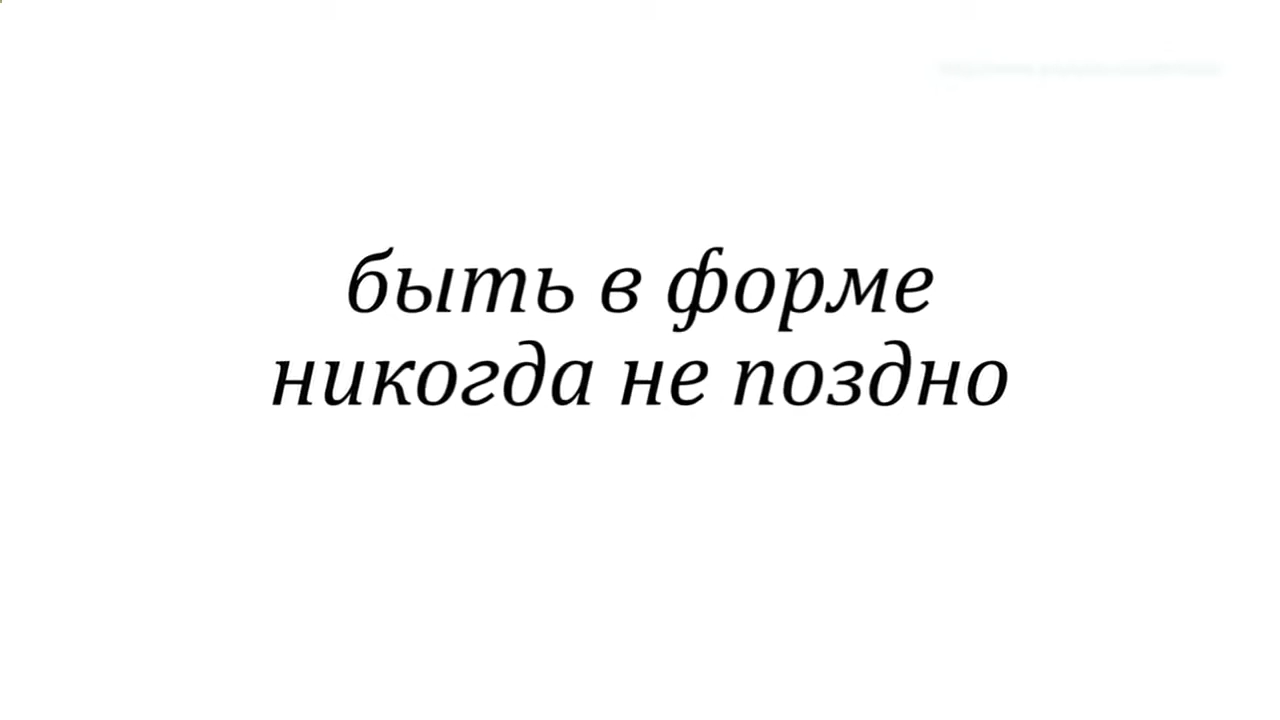 быть в форме
никогда не поздно